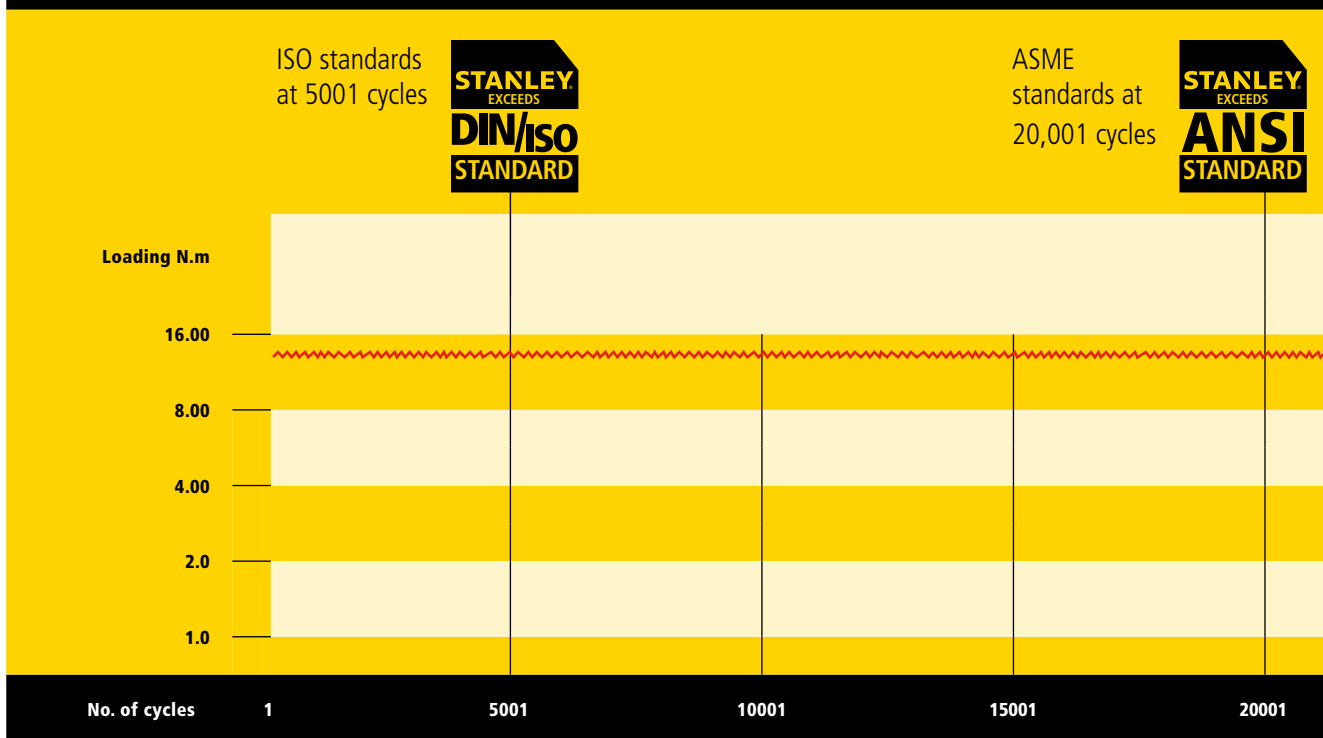 ISO standards
at 5001 cycles
STANLEY
EXCEEDS
DIN/ISO
STANDARD
ASME
standards at
20,001 cycles
STANLEY
EXCEEDS
ANSI
STANDARD
Loading N.m
16.00
8.00
4.00
2.0
1.0
No. of cycles 1 5001 10001 15001 20001